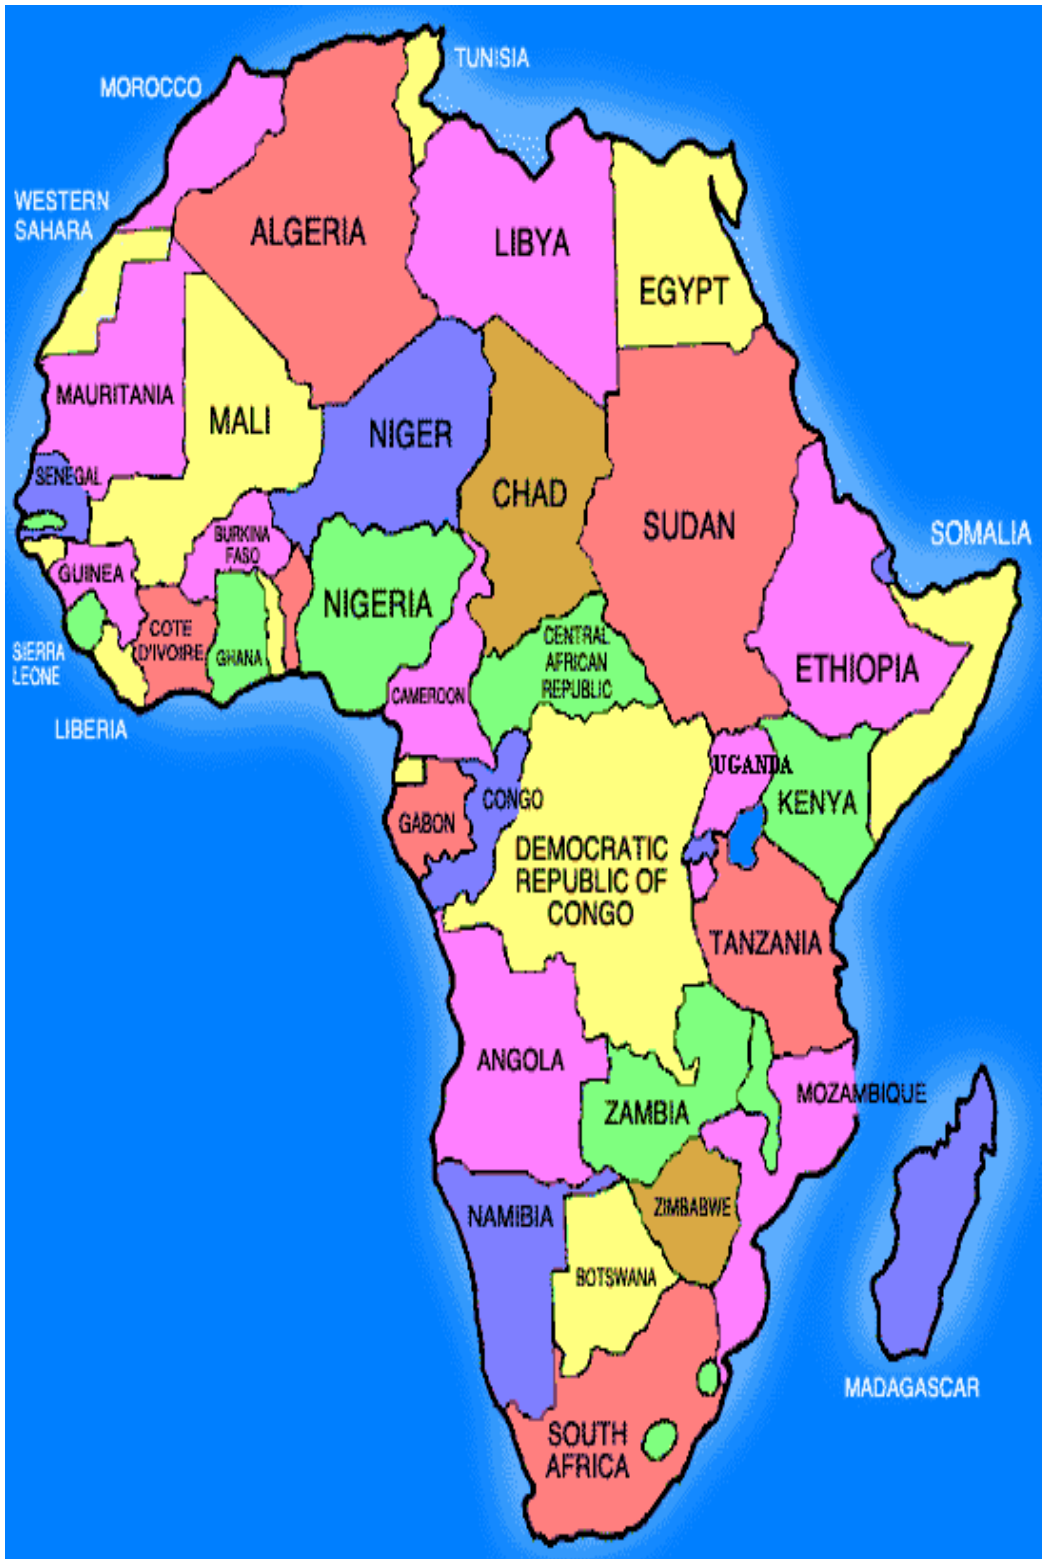 TUNISIA
MOROCCO
WESTERN
SAHARA
ALGERIA
LIBYA
EGYPT
MAURITANIA
MALI
NIGER
CHAD
SUDAN
SENEGAL
BURKINA
FASO
SOMALIA
GUINEA
NIGERIA
COTE
D'IVOIRE
GHANA
SIERRA
LEONE
CENTRAL
AFRICAN
REPUBLIC
ETHIOPIA
CAMEROON
LIBERIA
UGANDA
KENYA
CONGO
GABON
DEMOCRATIC
REPUBLIC OF
CONGO
TANZANIA
ANGOLA
MOZAMBIQUE
ZAMBIA
ZIMBABWE
NAMIBIA
BOTSWANA
MADAGASCAR
SOUTH
AFRICA